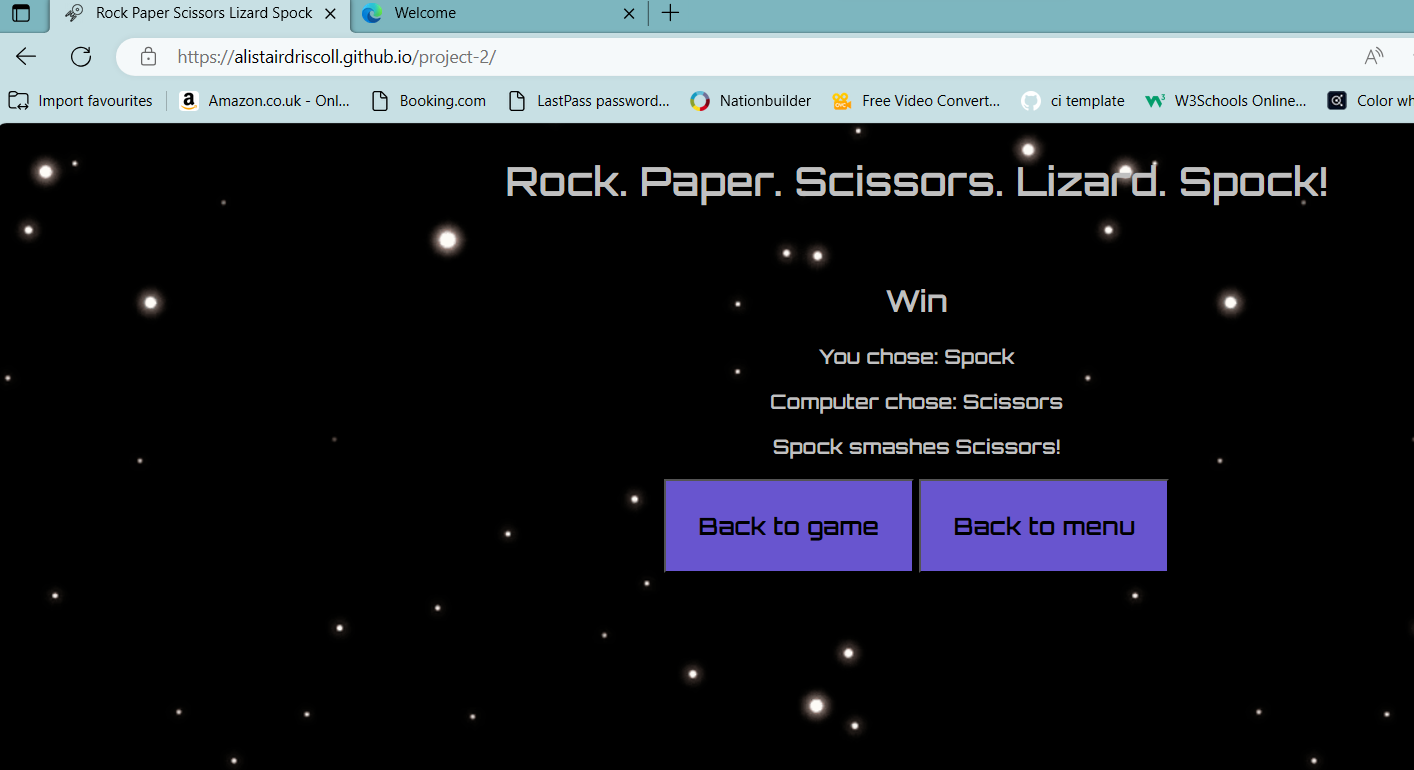 Rock Paper Scissors Lizard Spock
Welcome
https://alistairdriscoll.github.io/project-2/
Import favourites
Amazon.co.uk - Onl...
Booking.com
LastPass password...
Nationbuilder
Free Video Convert...
ci template
W3Schools Online...
Color wh
Rock. Paper. Scissors. Lizard. Spock!
Win
You chose: Spock
Computer chose: Scissors
Spock smashes Scissors!
Back to game Back to menu